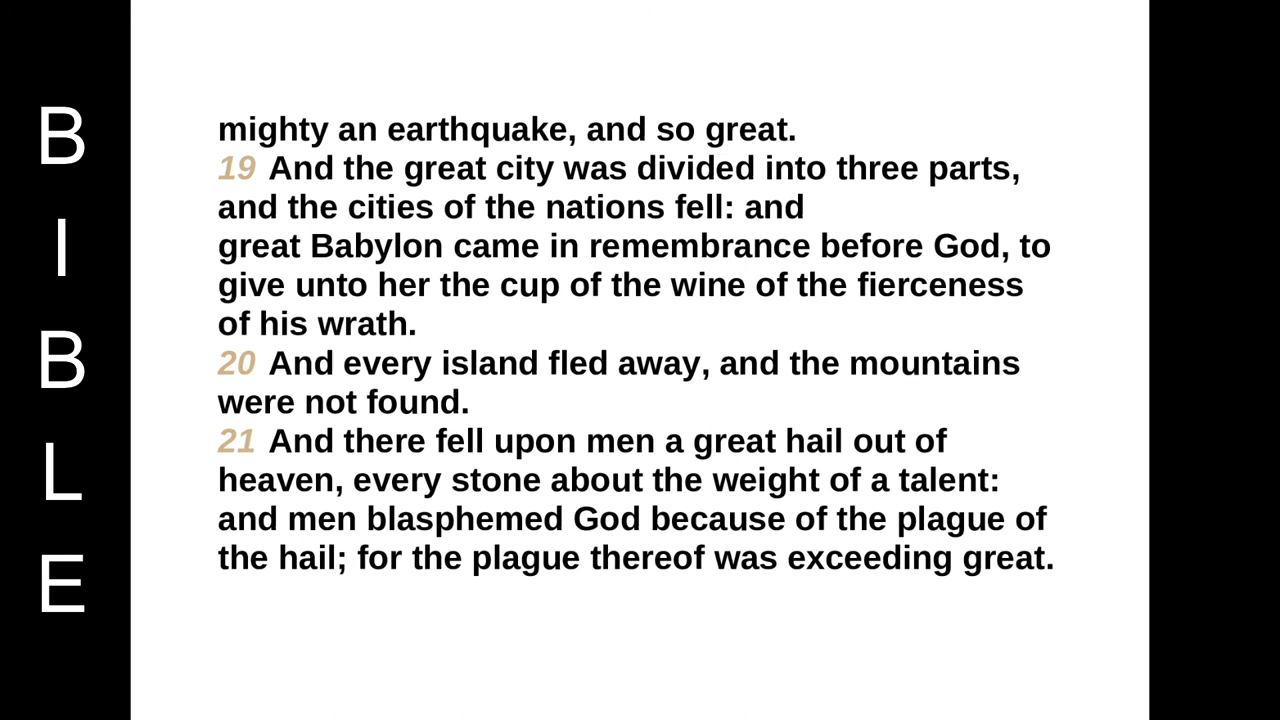 BIBLE
mighty an earthquake, and so great.
19 And the great city was divided into three parts,
and the cities of the nations fell: and
great Babylon came in remembrance before God, to
give unto her the cup of the wine of the fierceness
of his wrath.
20 And every island fled away, and the mountains
were not found.
21 And there fell upon men a great hail out of
heaven, every stone about the weight of a talent:
and men blasphemed God because of the plague of
the hail; for the plague thereof was exceeding great.